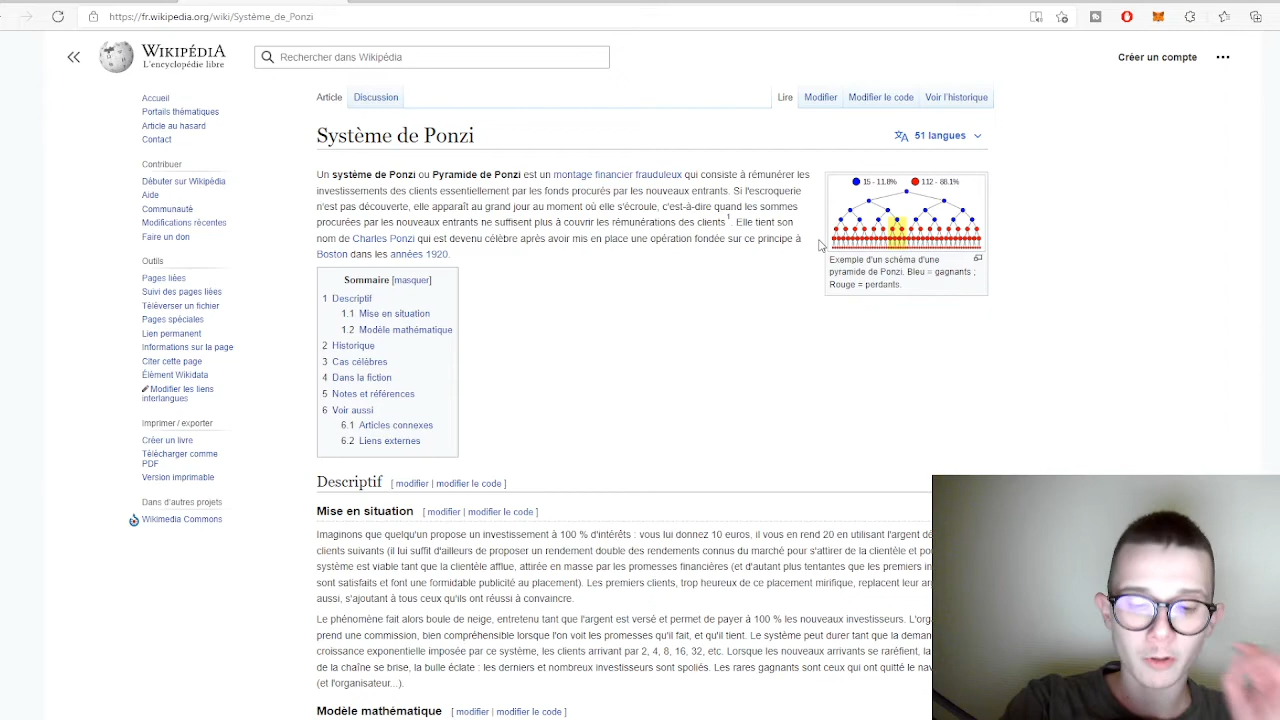 https://fr.wikipedia.org/wiki/Système_de_Ponzi
WIKIPÉDIA
L'encyclopédie libre
Rechercher dans Wikipédia
Créer un compte
Accueil
Portails thématiques
Article au hasard
Contact
Contribuer
Débuter sur Wikipédia
Aide
Communauté
Modifications récentes
Faire un don
Outils
Pages liées
Suivi des pages liées
Téléverser un fichier
Pages spéciales
Lien permanent
Informations sur la page
Citer cette page
Élément Wikidata
Modifier les liens
interlangues
Imprimer / exporter
Créer un livre
Télécharger comme
PDF
Version imprimable
Dans d'autres projets
Wikimedia Commons
Article Discussion Lire Modifier Modifier le code Voir l'historique
Système de Ponzi
51 langues
Un système de Ponzi ou Pyramide de Ponzi est un montage financier frauduleux qui consiste à rémunérer les
investissements des clients essentiellement par les fonds procurés par les nouveaux entrants. Si l'escroquerie
n'est pas découverte, elle apparaît au grand jour au moment où elle s'écroule, c'est-à-dire quand les sommes
procurées par les nouveaux entrants ne suffisent plus à couvrir les rémunérations des clients1. Elle tient son
nom de Charles Ponzi qui est devenu célèbre après avoir mis en place une opération fondée sur ce principe à
Boston dans les années 1920.
15 - 11.8% 112 - 88.1%
Exemple d'un schéma d'une
pyramide de Ponzi. Bleu = gagnants ;
Rouge = perdants.
Sommaire [masquer]
1 Descriptif
1.1 Mise en situation
1.2 Modèle mathématique
2 Historique
3 Cas célèbres
4 Dans la fiction
5 Notes et références
6 Voir aussi
6.1 Articles connexes
6.2 Liens externes
Descriptif [ modifier | modifier le code ]
Mise en situation [ modifier | modifier le code ]
Imaginons que quelqu'un propose un investissement à 100 % d'intérêts : vous lui donnez 10 euros, il vous en rend 20 en utilisant l'argent dé
clients suivants (il lui suffit d'ailleurs de proposer un rendement double des rendements connus du marché pour s'attirer de la clientèle et po
système est viable tant que la clientèle afflue, attirée en masse par les promesses financières (et d'autant plus tentantes que les premiers in
sont satisfaits et font une formidable publicité au placement). Les premiers clients, trop heureux de ce placement mirifique, replacent leur ar
aussi, s'ajoutant à tous ceux qu'ils ont réussi à convaincre.
Le phénomène fait alors boule de neige, entretenu tant que l'argent est versé et permet de payer à 100 % les nouveaux investisseurs. L'org
prend une commission, bien compréhensible lorsque l'on voit les promesses qu'il fait, et qu'il tient. Le système peut durer tant que la deman
croissance exponentielle imposée par ce système, les clients arrivant par 2, 4, 8, 16, 32, etc. Lorsque les nouveaux arrivants se raréfient, la
de la chaîne se brise, la bulle éclate : les derniers et nombreux investisseurs sont spoliés. Les rares gagnants sont ceux qui ont quitté le na
(et l'organisateur...).
Modèle mathématique [ modifier | modifier le code ]